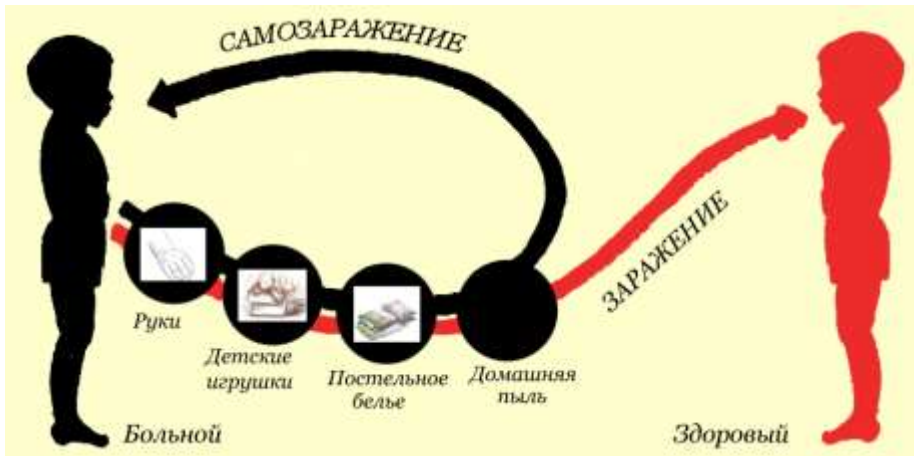 САМОЗАРАЖЕНИЕ
ЗАРАЖЕНИЕ
Руки
Детские
игрушки
Постельное
белье
Домашняя
пыль
Больной
Здоровый